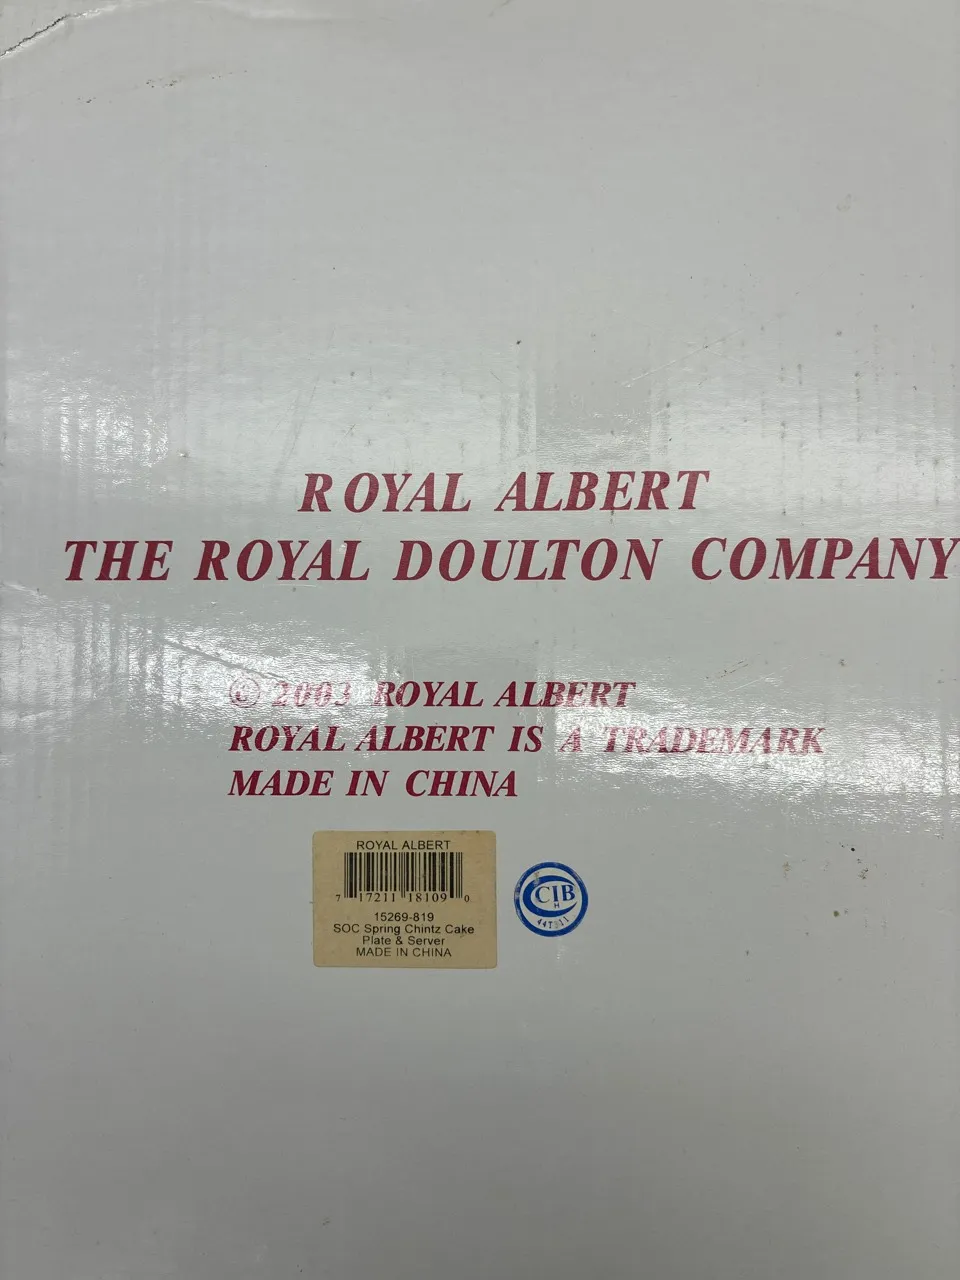 ROYAL ALBERT
THE ROYAL DOULTON COMPANY
© 2003 ROYAL ALBERT
ROYAL ALBERT IS A TRADEMARK
MADE IN CHINA
ROYAL ALBERT
7 17211 18109 0
15269-819
SOC Spring Chintz Cake
Plate & Server
MADE IN CHINA
CIB
H